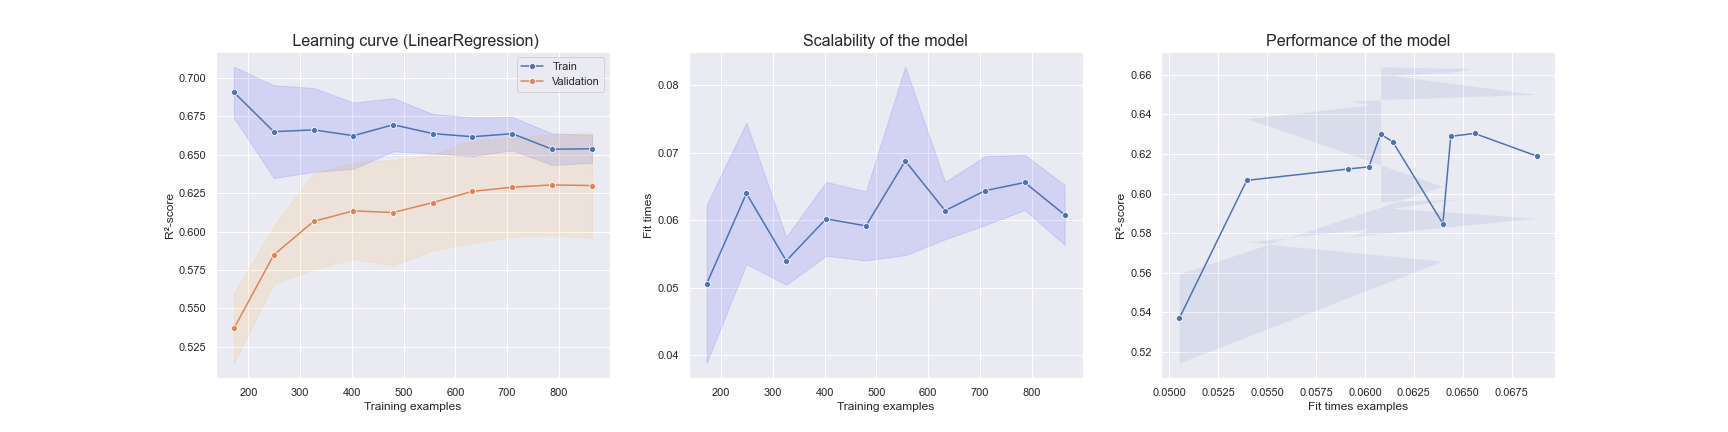 Learning curve (LinearRegression)
Train
Validation
0.700
0.675
0.650
0.625
0.600
0.575
0.550
0.525
R²-score
200 300 400 500 600 700 800
Training examples
Scalability of the model
0.08
0.07
0.06
0.05
0.04
Fit times
200 300 400 500 600 700 800
Training examples
Performance of the model
0.66
0.64
0.62
0.60
0.58
0.56
0.54
0.52
R²-score
0.0500 0.0525 0.0550 0.0575 0.0600 0.0625 0.0650 0.0675
Fit times examples